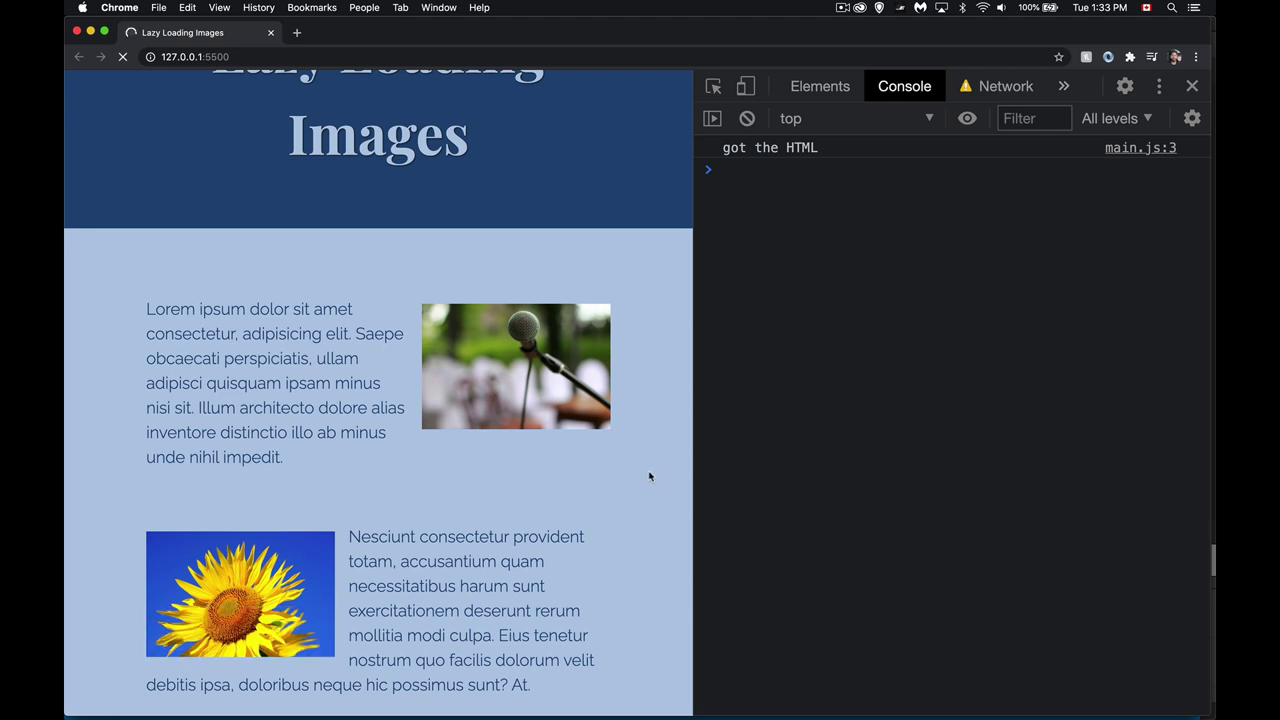 Chrome File Edit View History Bookmarks People Tab Window Help 100% Tue 1:33 PM
Lazy Loading Images
127.0.0.1:5500
Lazy Loading
Images
Elements Console Network
top Filter All levels
got the HTML main.js:3
Lorem ipsum dolor sit amet
consectetur, adipisicing elit. Saepe
obcaecati perspiciatis, ullam
adipisci quisquam ipsam minus
nisi sit. Illum architecto dolore alias
inventore distinctio illo ab minus
unde nihil impedit.
Nesciunt consectetur provident
totam, accusantium quam
necessitatibus harum sunt
exercitationem deserunt rerum
mollitia modi culpa. Eius tenetur
nostrum quo facilis dolorum velit
debitis ipsa, doloribus neque hic possimus sunt? At.